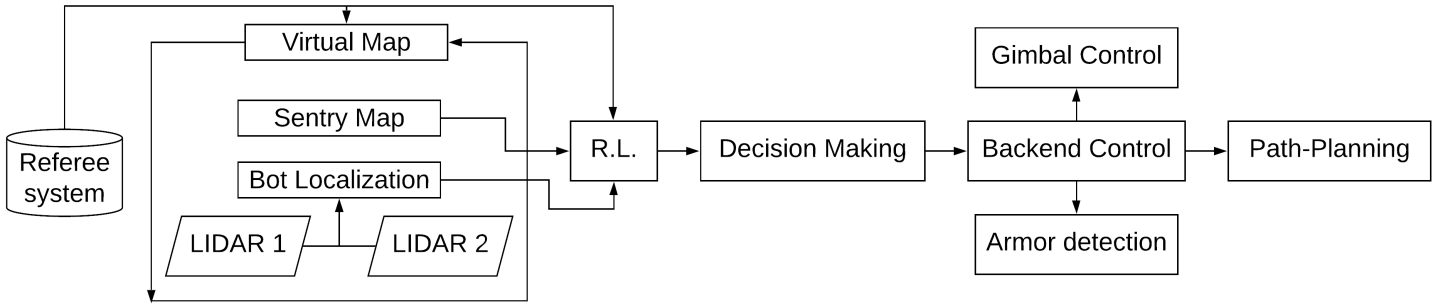 Virtual Map
Gimbal Control
Sentry Map
Referee
system
R.L.
Decision Making
Backend Control
Path-Planning
Bot Localization
LIDAR 1
LIDAR 2
Armor detection